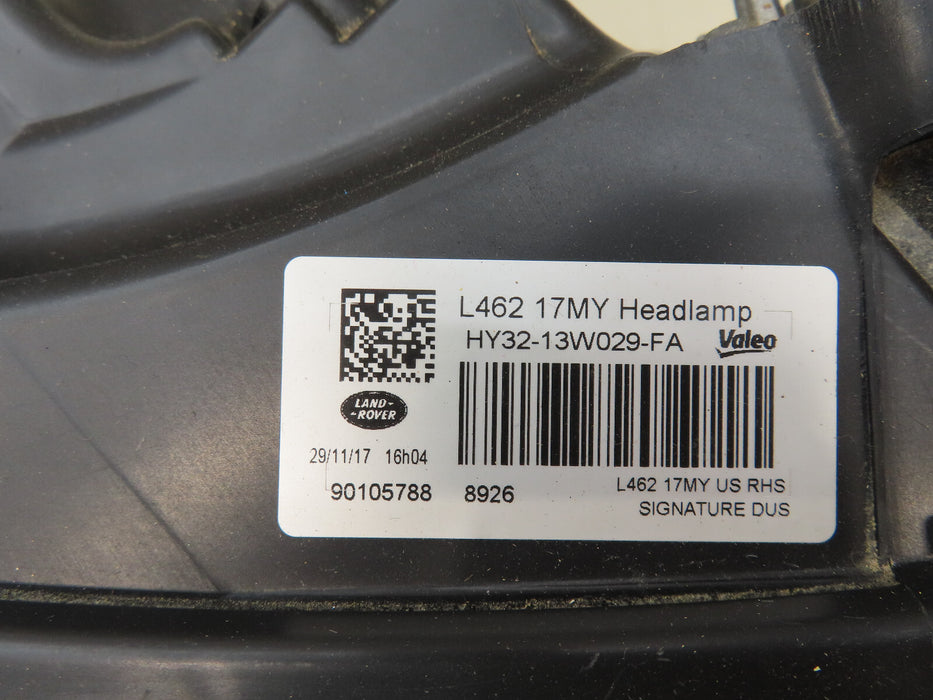 L462 17MY Headlamp
HY32-13W029-FA Valeo
LAND-
-ROVER
29/11/17 16h04
90105788 8926
L462 17MY US RHS
SIGNATURE DUS